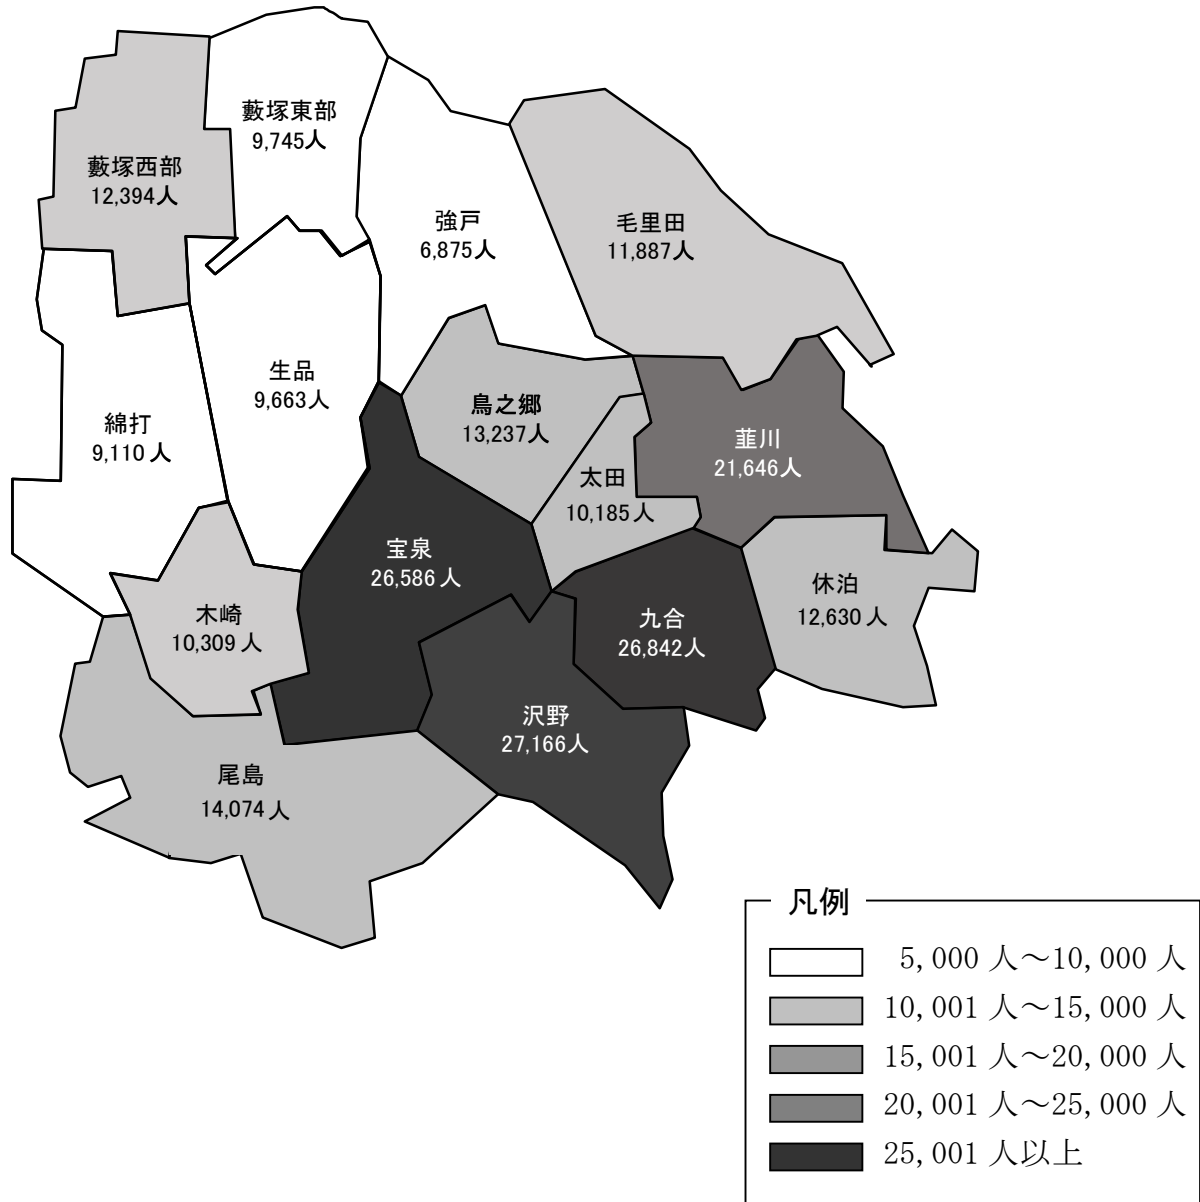 藪塚東部
9,745人
藪塚西部
12,394人
強戸
6,875人
毛里田
11,887人
生品
9,663人
綿打
9,110人
鳥之郷
13,237人
韮川
21,646人
太田
10,185人
宝泉
26,586人
休泊
12,630人
木崎
10,309人
九合
26,842人
沢野
27,166人
尾島
14,074人
凡例
5,000人～10,000人
10,001人～15,000人
15,001人～20,000人
20,001人～25,000人
25,001人以上